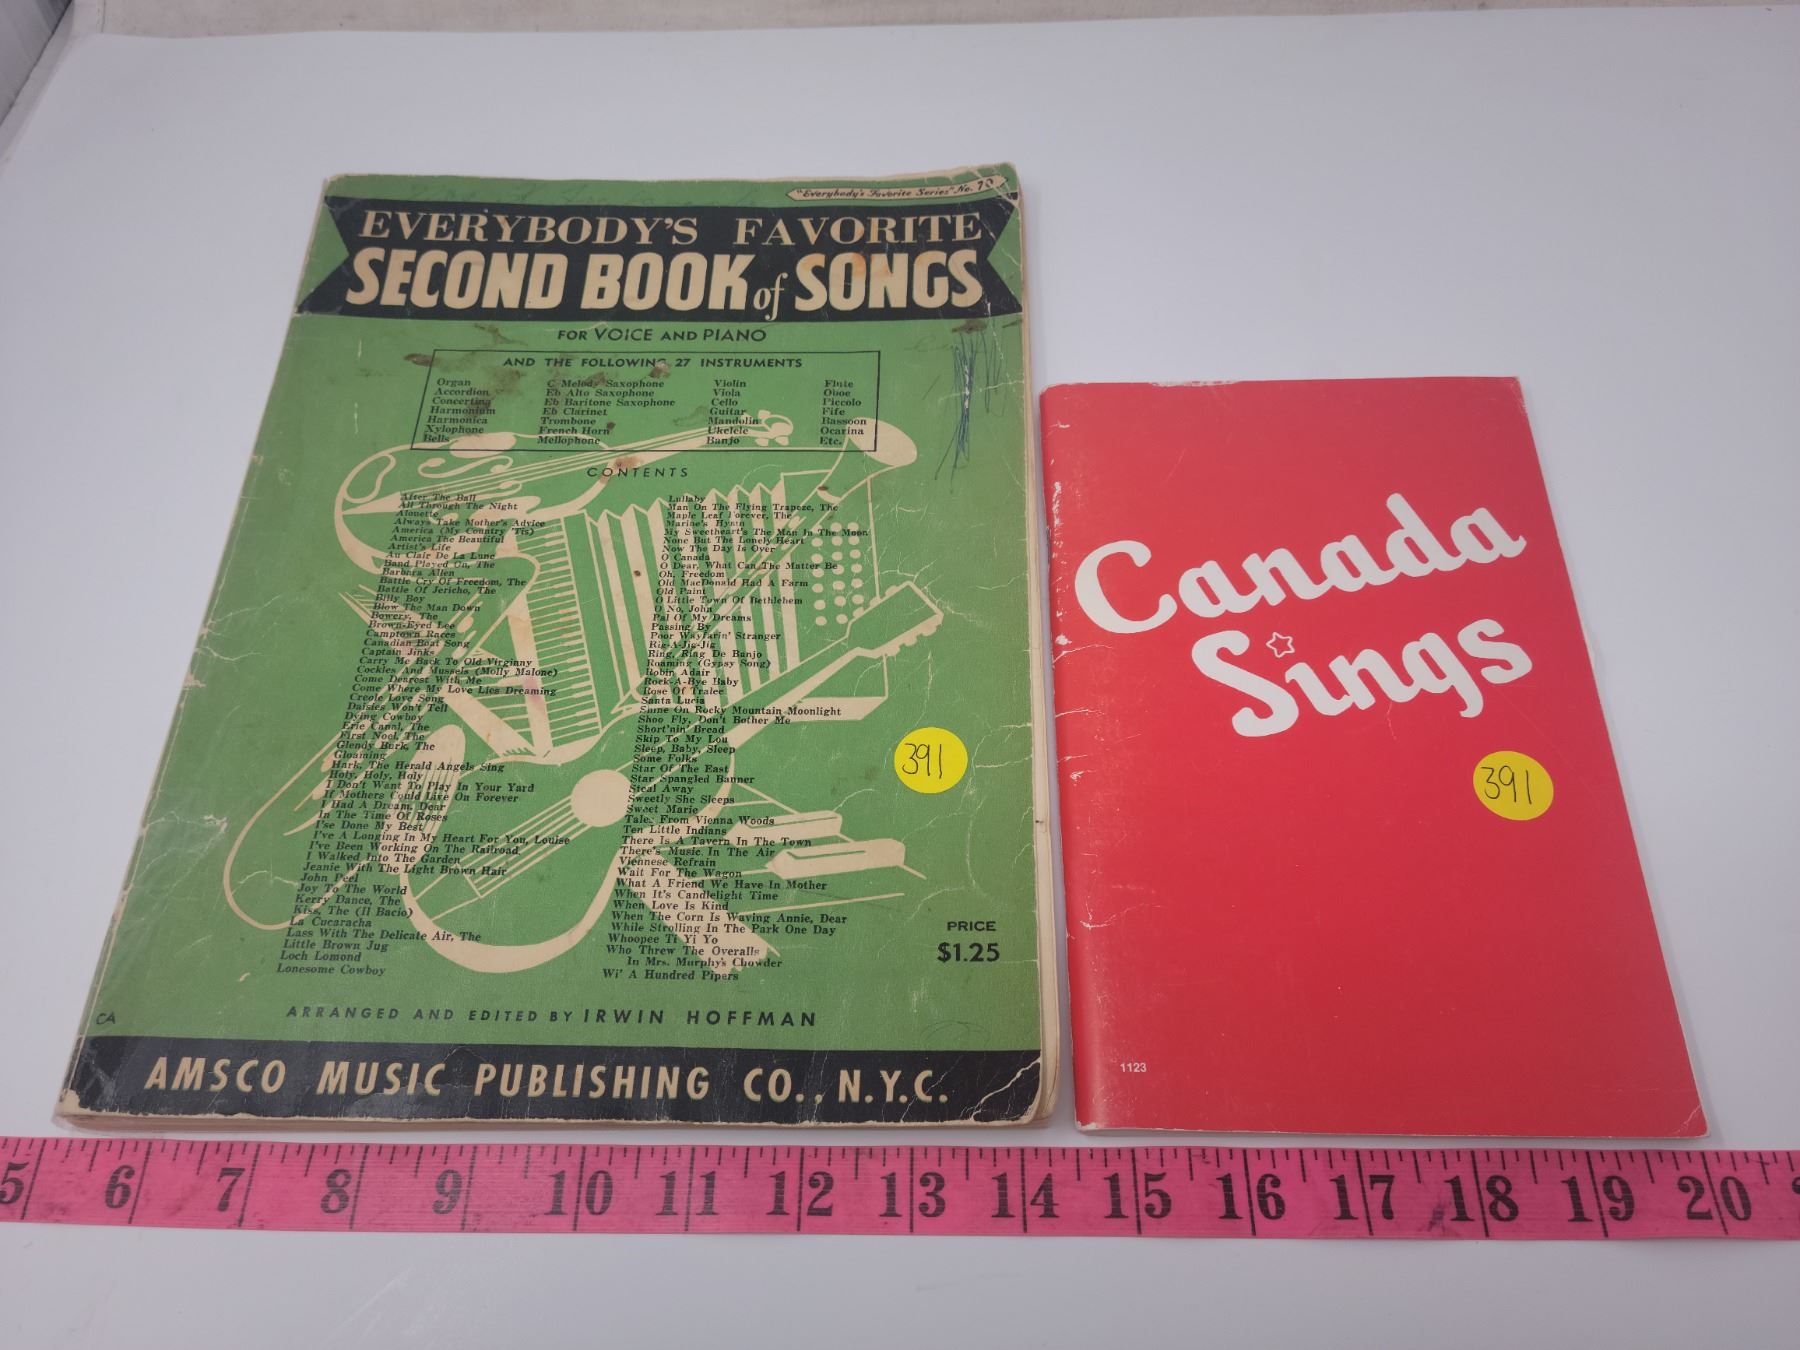 "Everybody's Favorite Series" No. 70
EVERYBODY'S FAVORITE
SECOND BOOK of SONGS
FOR VOICE AND PIANO
AND THE FOLLOWING 27 INSTRUMENTS
Organ
Accordion
Concertina
Harmonium
Harmonica
Xylophone
Bells
C Melody Saxophone
Eb Alto Saxophone
Eb Baritone Saxophone
Eb Clarinet
Trombone
French Horn
Mellophone
Violin
Viola
Cello
Guitar
Mandolin
Ukelele
Banjo
Flute
Oboe
Piccolo
Fife
Bassoon
Ocarina
Etc.
CONTENTS
After The Ball
All Through The Night
Alouette
Always Take Mother's Advice
America (My Country 'Tis)
America The Beautiful
Artist's Life
Au Clair De La Lune
Band Played On, The
Barbara Allen
Battle Cry Of Freedom, The
Battle Of Jericho, The
Billy Boy
Blow The Man Down
Bowery, The
Brown-Eyed Lee
Camptown Races
Canadian Boat Song
Captain Jinks
Carry Me Back To Old Virginny
Cockles And Mussels (Molly Malone)
Come Dearest With Me
Come Where My Love Lies Dreaming
Creole Love Song
Daisies Won't Tell
Dying Cowboy
Erie Canal, The
First Noel, The
Glendy Burk, The
Gloaming
Hark, The Herald Angels Sing
Holy, Holy, Holy
I Don't Want To Play In Your Yard
If Mothers Could Live On Forever
I Had A Dream, Dear
In The Time Of Roses
I'se Done My Best
I've A Longing In My Heart For You, Louise
I've Been Working On The Railroad
I Walked Into The Garden
Jeanie With The Light Brown Hair
John Peel
Joy To The World
Kerry Dance, The
Kiss, The (Il Bacio)
La Cucaracha
Lass With The Delicate Air, The
Little Brown Jug
Loch Lomond
Lonesome Cowboy
Lullaby
Man On The Flying Trapeze, The
Maple Leaf Forever, The
Marine's Hymn
My Sweetheart's The Man In The Moon
None But The Lonely Heart
Now The Day Is Over
O Canada
O Dear, What Can The Matter Be
Oh, Freedom
Old MacDonald Had A Farm
Old Paint
O Little Town Of Bethlehem
O No, John
Pal Of My Dreams
Passing By
Poor Wayfarin' Stranger
Rig-A-Jig-Jig
Ring, Ring De Banjo
Roaming (Gypsy Song)
Robin Adair
Rock-A-Bye Baby
Rose Of Tralee
Santa Lucia
Shine On Rocky Mountain Moonlight
Shoo Fly, Don't Bother Me
Short'nin' Bread
Skip To My Lou
Sleep, Baby, Sleep
Some Folks
Star Of The East
Star Spangled Banner
Steal Away
Sweetly She Sleeps
Sweet Marie
Tales From Vienna Woods
Ten Little Indians
There Is A Tavern In The Town
There's Music In The Air
Viennese Refrain
Wait For The Wagon
What A Friend We Have In Mother
When It's Candlelight Time
When Love Is Kind
When The Corn Is Waving Annie, Dear
While Strolling In The Park One Day
Whoopee Ti Yi Yo
Who Threw The Overalls
In Mrs. Murphy's Chowder
Wi' A Hundred Pipers
391
PRICE
$1.25
ARRANGED AND EDITED BY IRWIN HOFFMAN
CA
AMSCO MUSIC PUBLISHING CO., N.Y.C.
Canada
Sings
391
1123
5 6 7 8 9 10 11 12 13 14 15 16 17 18 19 20